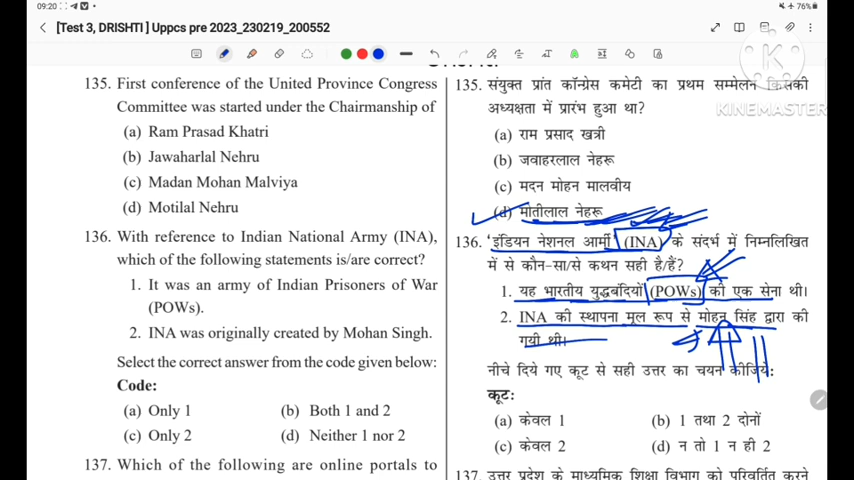 09:20
76%
[Test 3, DRISHTI ] Uppcs pre 2023_230219_200552
KINEMASTER
135. First conference of the United Province Congress
Committee was started under the Chairmanship of
(a) Ram Prasad Khatri
(b) Jawaharlal Nehru
(c) Madan Mohan Malviya
(d) Motilal Nehru
136. With reference to Indian National Army (INA),
which of the following statements is/are correct?
1. It was an army of Indian Prisoners of War
(POWs).
2. INA was originally created by Mohan Singh.
Select the correct answer from the code given below:
Code:
(a) Only 1 (b) Both 1 and 2
(c) Only 2 (d) Neither 1 nor 2
137. Which of the following are online portals to
135. संयुक्त प्रांत कॉन्ग्रेस कमेटी का प्रथम सम्मेलन किसकी
अध्यक्षता में प्रारंभ हुआ था?
(a) राम प्रसाद खत्री
(b) जवाहरलाल नेहरू
(c) मदन मोहन मालवीय
(d) मोतीलाल नेहरू
136. 'इंडियन नेशनल आर्मी (INA) के संदर्भ में निम्नलिखित
में से कौन-सा/से कथन सही है/हैं?
1. यह भारतीय युद्धबंदियों (POWs) की एक सेना थी।
2. INA की स्थापना मूल रूप से मोहन सिंह द्वारा की
गयी थी।
नीचे दिये गए कूट से सही उत्तर का चयन कीजिये:
कूट:
(a) केवल 1 (b) 1 तथा 2 दोनों
(c) केवल 2 (d) न तो 1 न ही 2
137. उत्तर प्रदेश के माध्यमिक शिक्षा विभाग को परिवर्तित करने